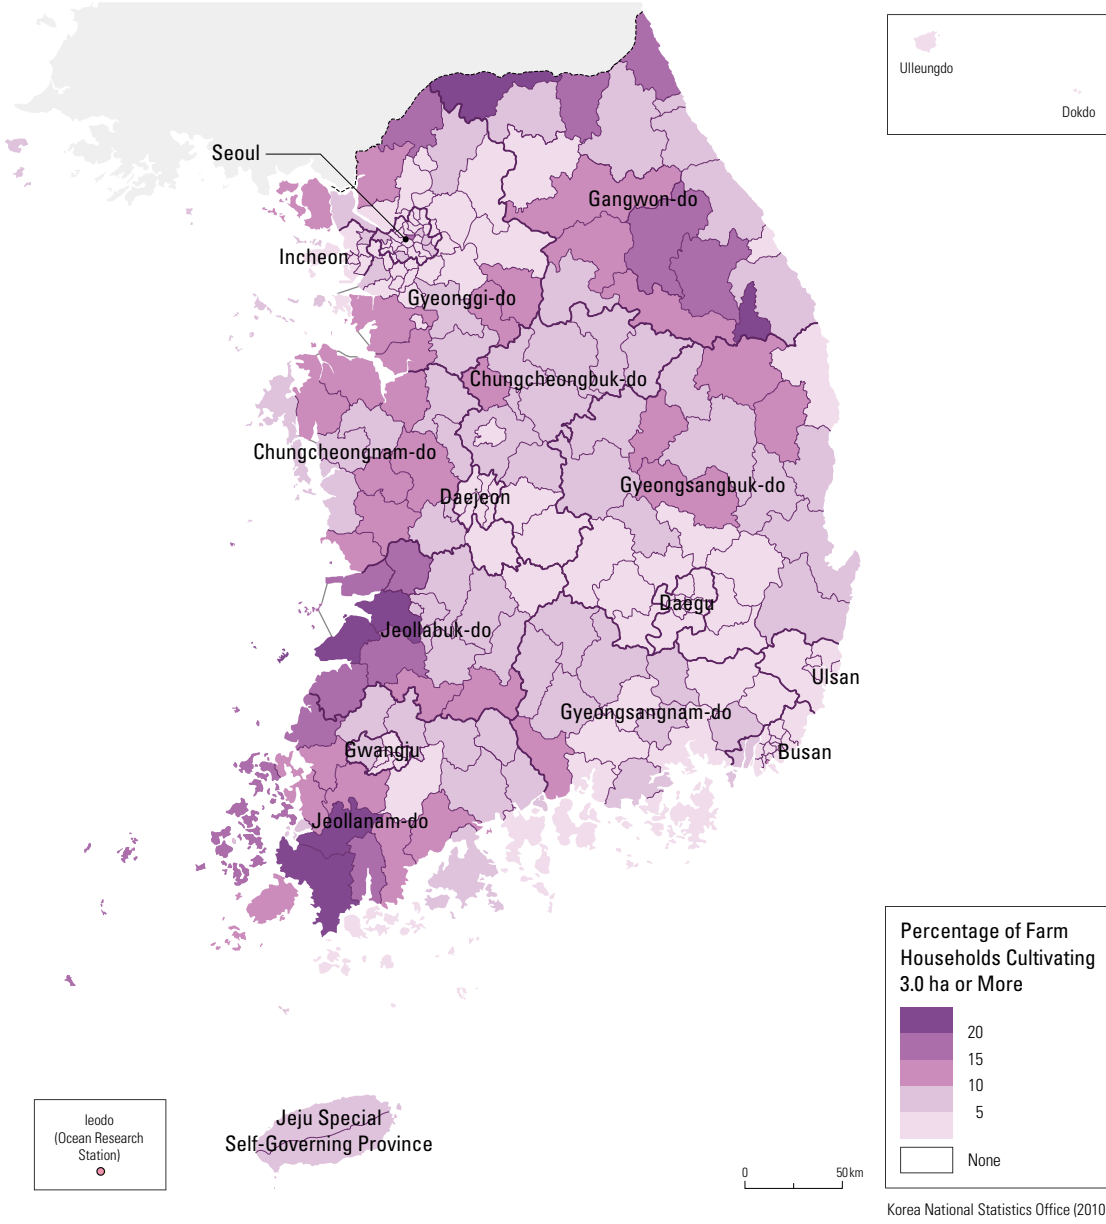 Ulleungdo
Dokdo
Seoul
Gangwon-do
Incheon
Gyeonggi-do
Chungcheongbuk-do
Chungcheongnam-do
Gyeongsangbuk-do
Daejeon
Daegu
Jeollabuk-do
Ulsan
Gyeongsangnam-do
Gwangju
Busan
Jeollanam-do
Percentage of Farm
Households Cultivating
3.0 ha or More
20
15
10
5
None
Ieodo
(Ocean Research
Station)
Jeju Special
Self-Governing Province
0 50 km
Korea National Statistics Office (2010